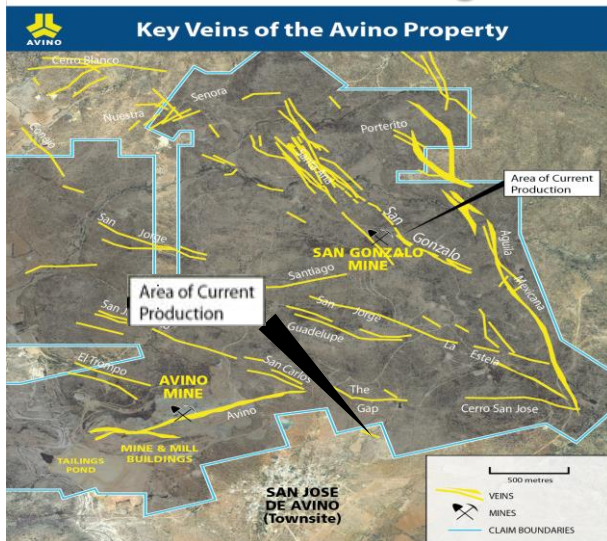 AVINO
Key Veins of the Avino Property
Cerro Blanco
Nuestra
Senora
Conejo
Porterito
Area of Current
Production
San
Gonzalo
San
Jorge
SAN GONZALO
MINE
Aguila
Mexicana
Santiago
Area of Current
Production
San
Jorge
Guadelupe
La
Estela
El Trompo
San Carlos
AVINO
MINE
Avino
The
Gap
Cerro San Jose
MINE & MILL
BUILDINGS
TAILINGS
POND
SAN JOSE
DE AVINO
(Townsite)
500 metres
VEINS
MINES
CLAIM BOUNDARIES